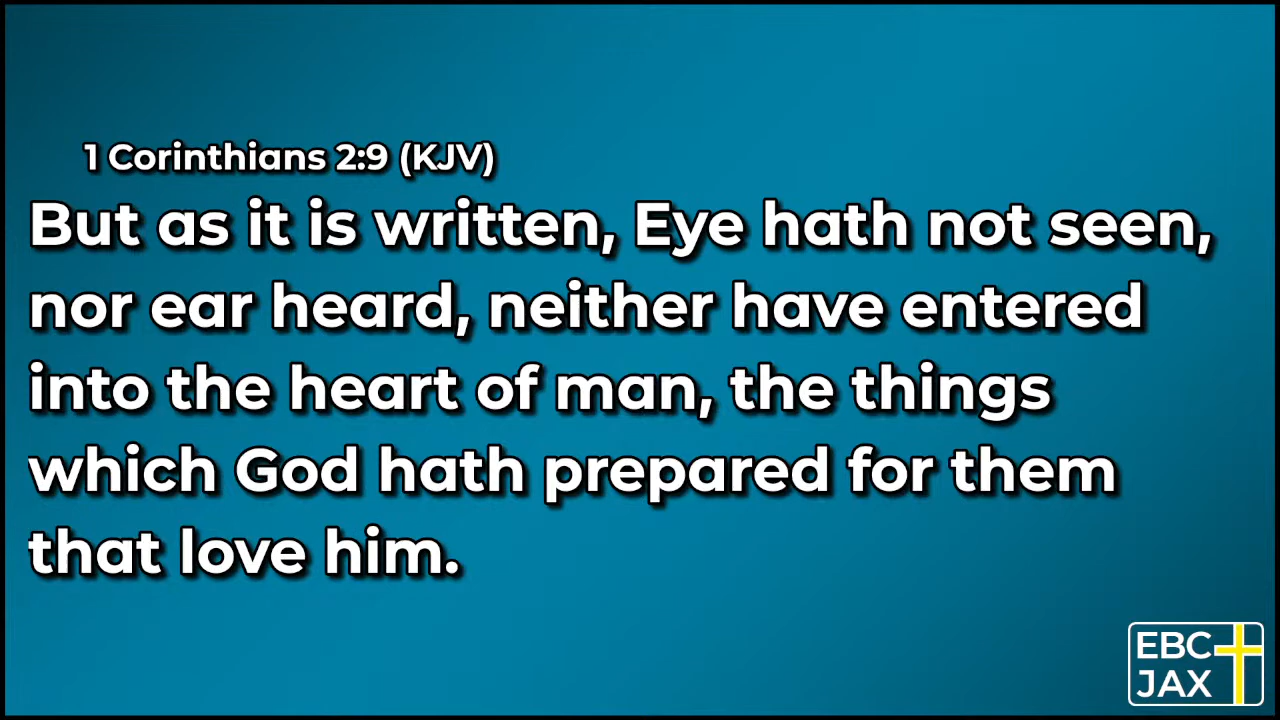 1 Corinthians 2:9 (KJV)
But as it is written, Eye hath not seen,
nor ear heard, neither have entered
into the heart of man, the things
which God hath prepared for them
that love him.
EBC
JAX